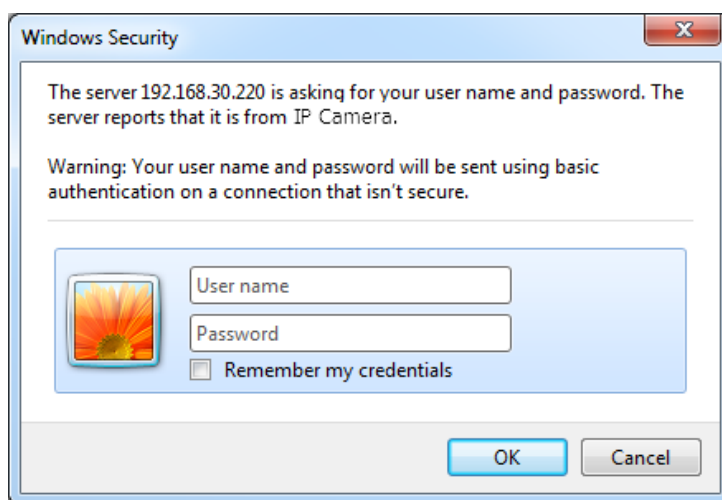 Windows Security
The server 192.168.30.220 is asking for your user name and password. The
server reports that it is from IP Camera.
Warning: Your user name and password will be sent using basic
authentication on a connection that isn't secure.
User name
Password
Remember my credentials
OK Cancel